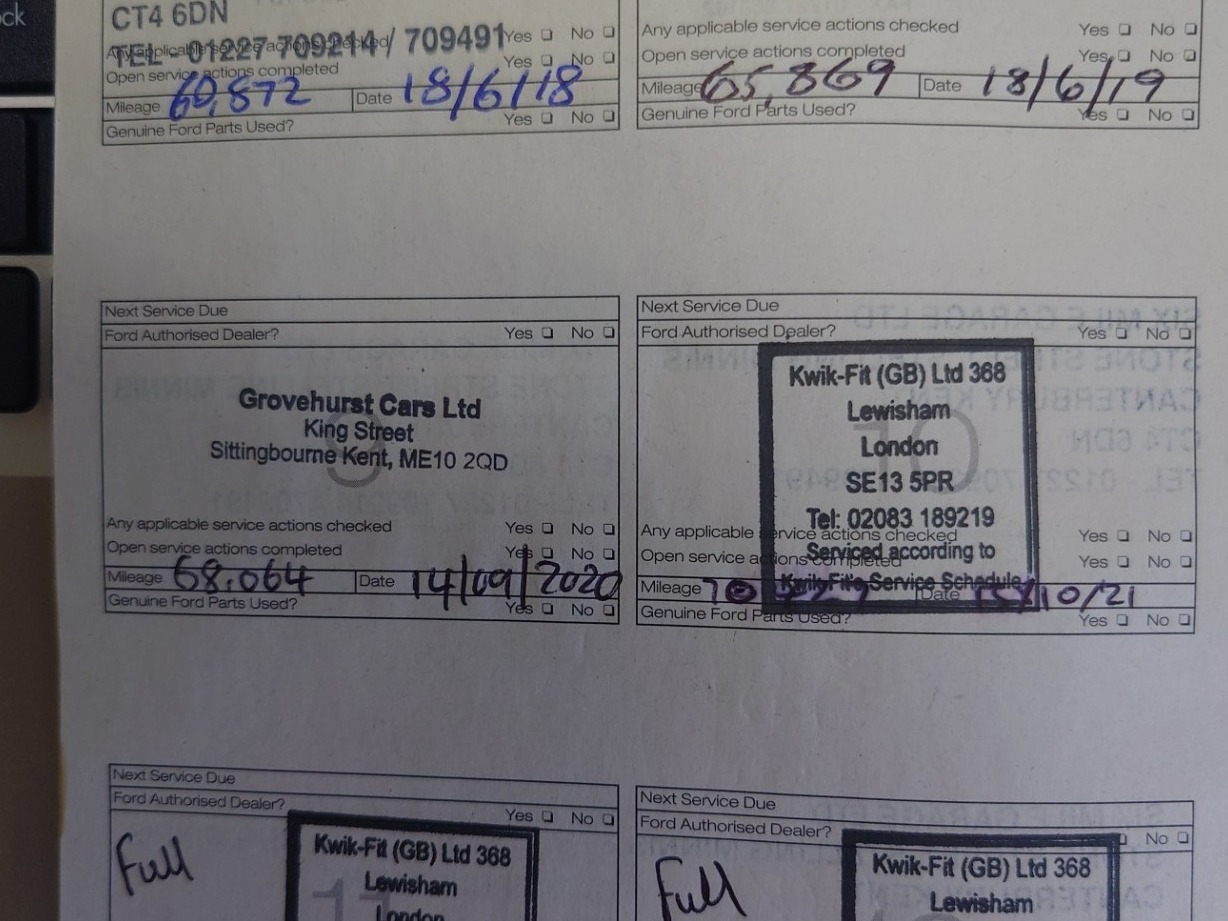 ck
CT4 6DN
TEL - 01227 709214 / 709491
Any applicable service actions checked Yes No
Open service actions completed Yes No
Mileage 60,872 Date 18/6/18
Genuine Ford Parts Used? Yes No
Any applicable service actions checked Yes No
Open service actions completed Yes No
Mileage 65,869 Date 18/6/19
Genuine Ford Parts Used? Yes No
Next Service Due
Ford Authorised Dealer? Yes No
Grovehurst Cars Ltd
King Street
Sittingbourne Kent, ME10 2QD
9
Any applicable service actions checked Yes No
Open service actions completed Yes No
Mileage 68.064 Date 14/09/2020
Genuine Ford Parts Used? Yes No
Next Service Due
Ford Authorised Dealer? Yes No
Kwik-Fit (GB) Ltd 368
Lewisham
London
SE13 5PR
Tel: 02083 189219
Any applicable service actions checked Yes No
Serviced according to
Open service actions completed Yes No
Kwik-Fit's Service Schedule
Mileage Date 15/10/21
Genuine Ford Parts Used? Yes No
Next Service Due
Ford Authorised Dealer? Yes No
Full
Kwik-Fit (GB) Ltd 368
Lewisham
London
11
Next Service Due
Ford Authorised Dealer? No
Full
Kwik-Fit (GB) Ltd 368
Lewisham